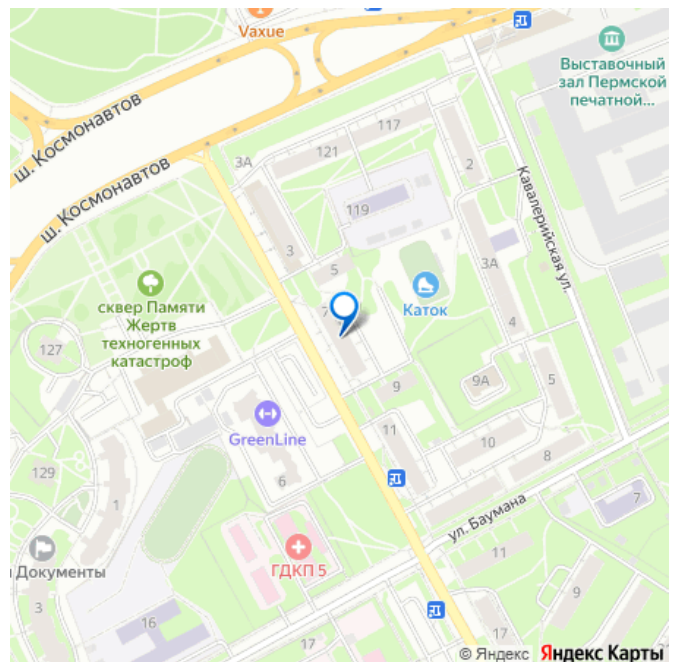 Vaxue
Выставочный
зал Пермской
печатной...
ш. Космонавтов
ш. Космонавтов
117
121
3А
2
Кавалерийская ул.
119
3
5
3А
сквер Памяти
Жертв
техногенных
катастроф
7
Каток
4
127
9
9А
5
GreenLine
11
10
8
129
6
1
ул. Баумана
7
Документы
ГДКП 5
11
3
16
9
17
17
© Яндекс Яндекс Карты